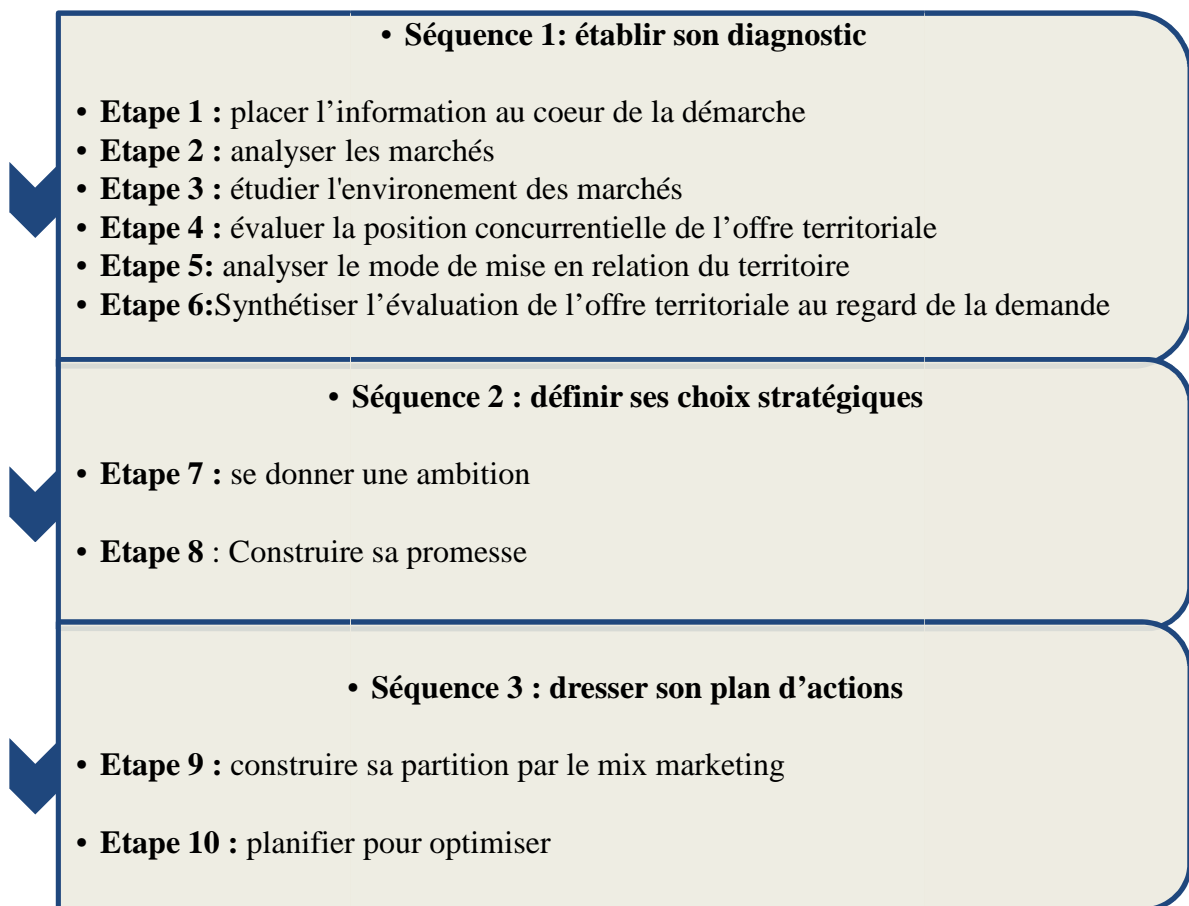 • Séquence 1: établir son diagnostic
• Etape 1 : placer l’information au coeur de la démarche
• Etape 2 : analyser les marchés
• Etape 3 : étudier l'environement des marchés
• Etape 4 : évaluer la position concurrentielle de l’offre territoriale
• Etape 5: analyser le mode de mise en relation du territoire
• Etape 6:Synthétiser l’évaluation de l’offre territoriale au regard de la demande
• Séquence 2 : définir ses choix stratégiques
• Etape 7 : se donner une ambition
• Etape 8 : Construire sa promesse
• Séquence 3 : dresser son plan d’actions
• Etape 9 : construire sa partition par le mix marketing
• Etape 10 : planifier pour optimiser